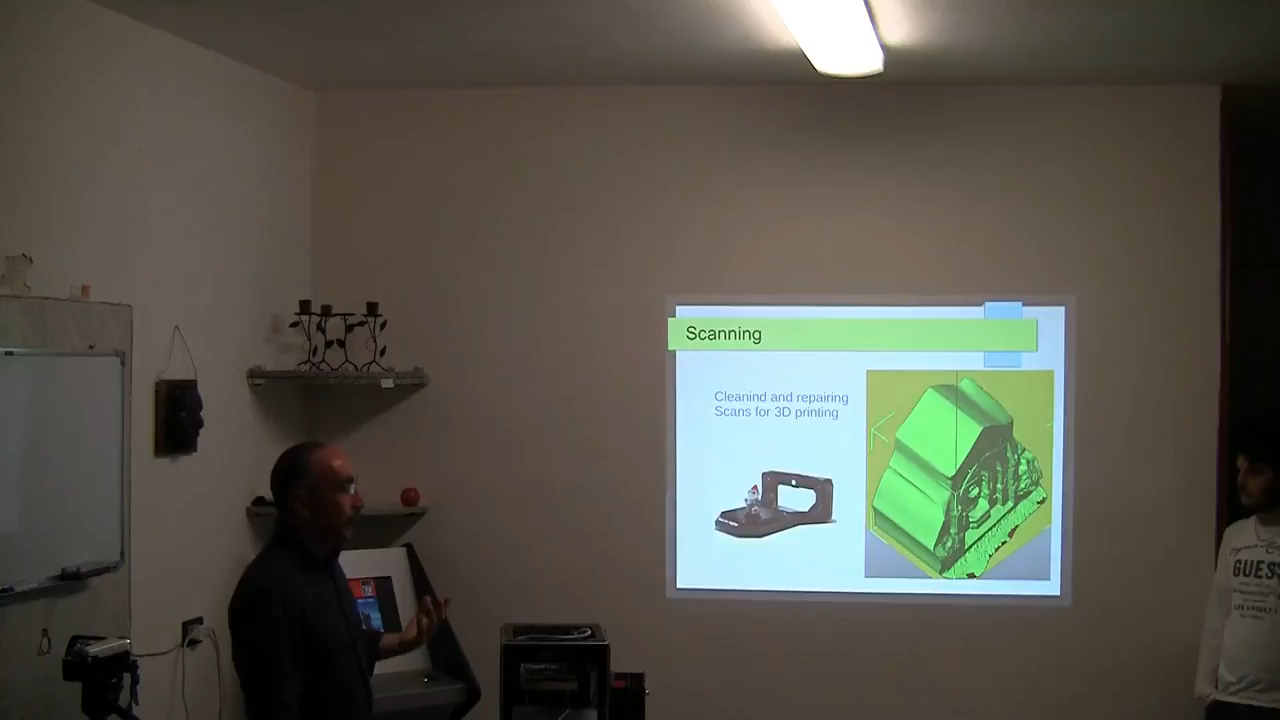 Scanning
Cleanind and repairing
Scans for 3D printing
GUESS
LOS ANGELES